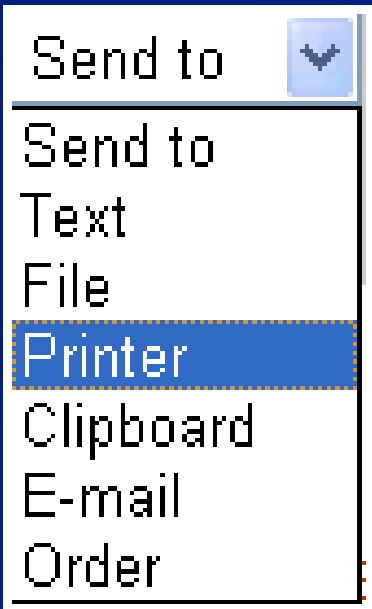 Send to
Send to
Text
File
Printer
Clipboard
E-mail
Order